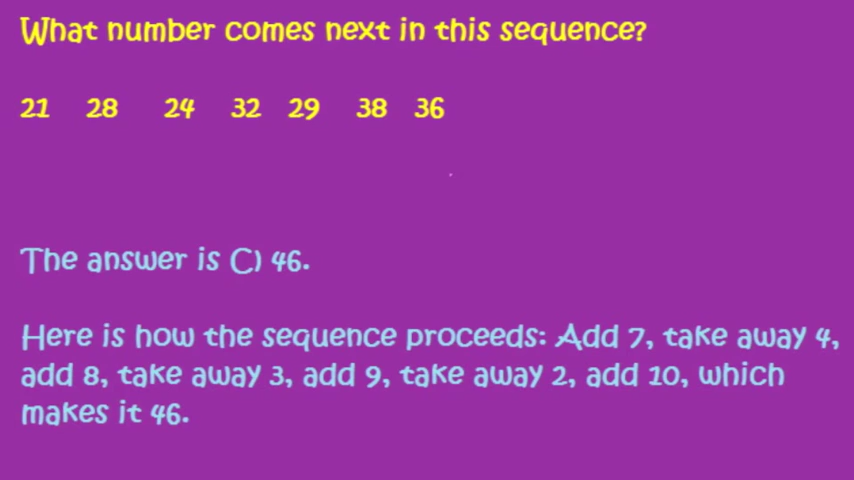 What number comes next in this sequence?
21 28 24 32 29 38 36
The answer is C) 46.
Here is how the sequence proceeds: Add 7, take away 4,
add 8, take away 3, add 9, take away 2, add 10, which
makes it 46.